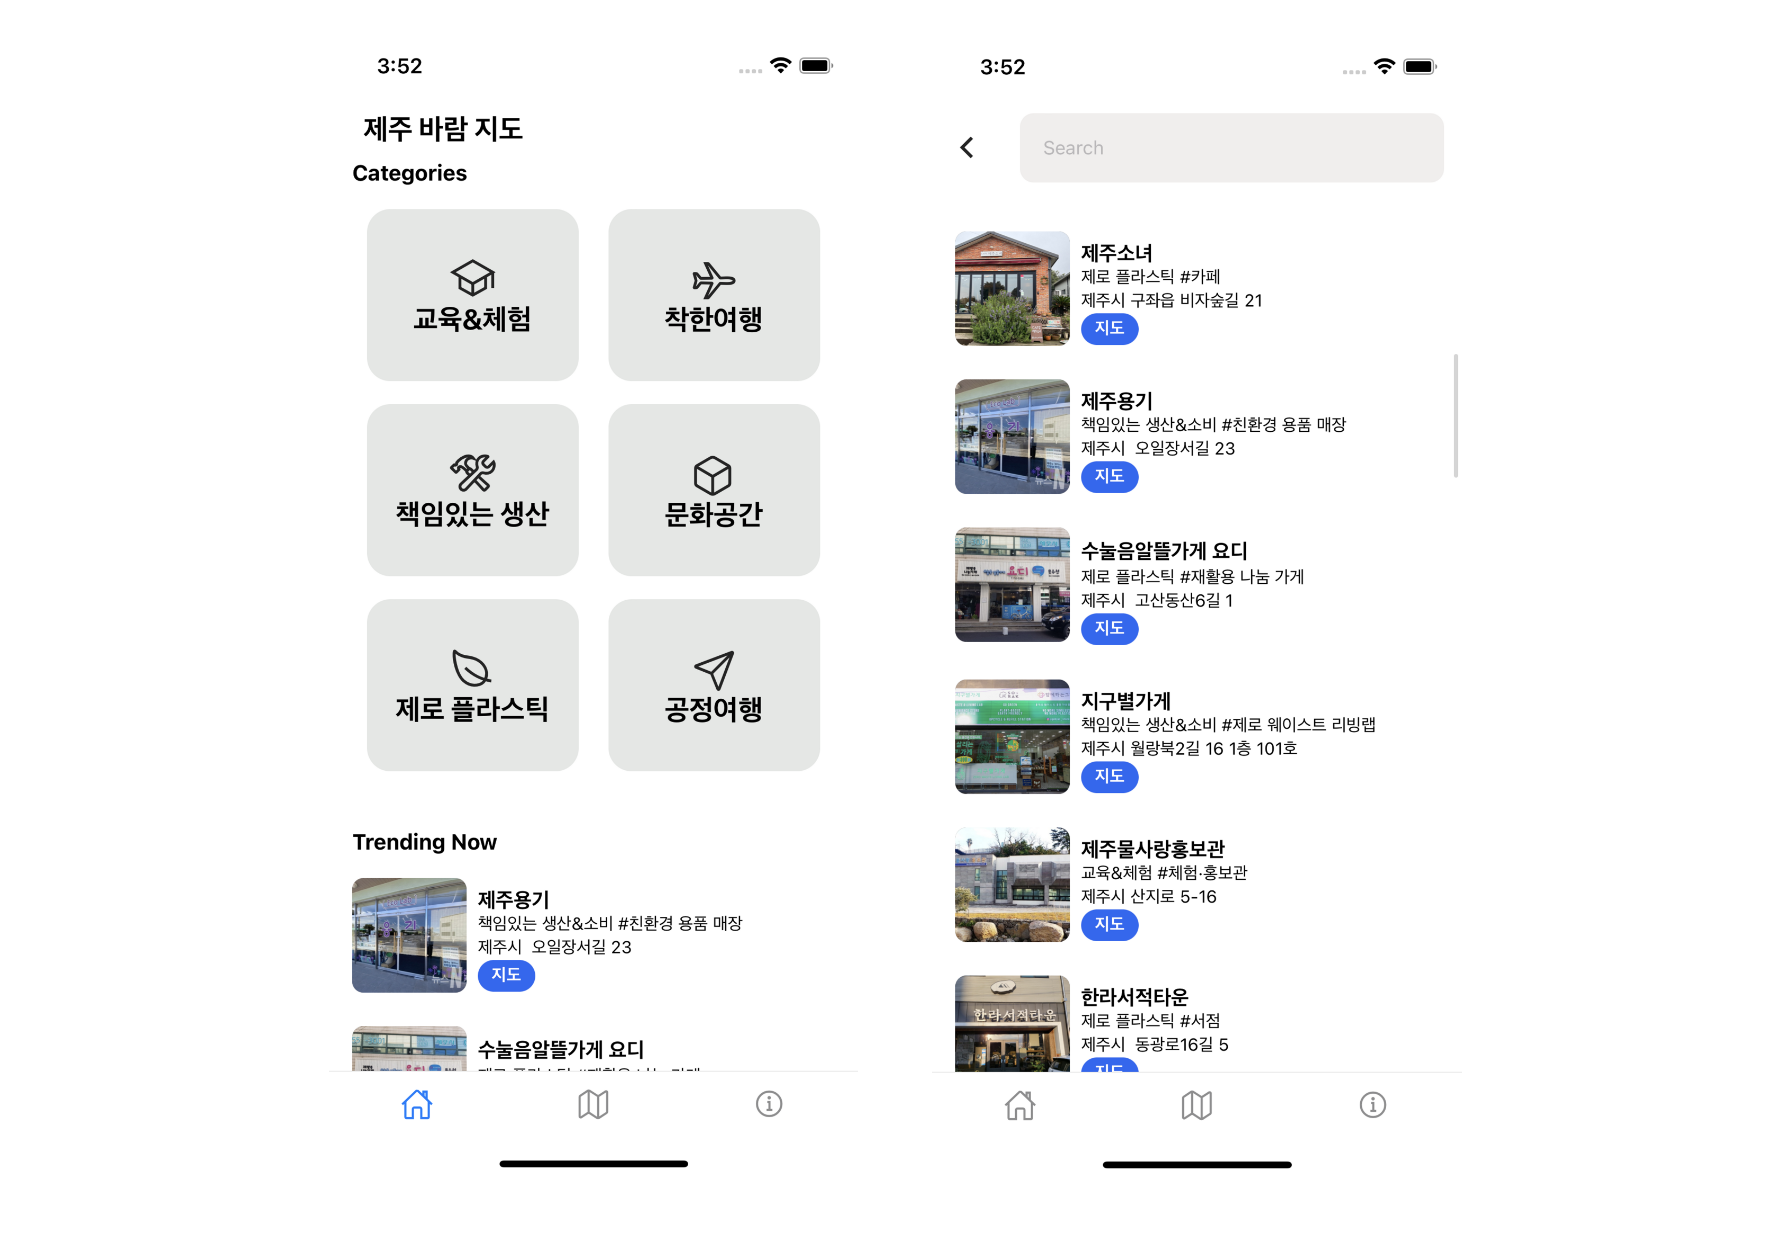 3:52
제주 바람 지도
Categories
교육&체험
착한여행
책임있는 생산
문화공간
제로 플라스틱
공정여행
Trending Now
제주용기
책임있는 생산&소비 #친환경 용품 매장
제주시 오일장서길 23
지도
수눌음알뜰가게 요디
3:52
Search
제주소녀
제로 플라스틱 #카페
제주시 구좌읍 비자숲길 21
지도
제주용기
책임있는 생산&소비 #친환경 용품 매장
제주시 오일장서길 23
지도
수눌음알뜰가게 요디
제로 플라스틱 #재활용 나눔 가게
제주시 고산동산6길 1
지도
요디
지구별가게
책임있는 생산&소비 #제로 웨이스트 리빙랩
제주시 월랑북2길 16 1층 101호
지도
제주물사랑홍보관
교육&체험 #체험·홍보관
제주시 산지로 5-16
지도
한라서적타운
한라서적타운
제로 플라스틱 #서점
제주시 동광로16길 5
지도